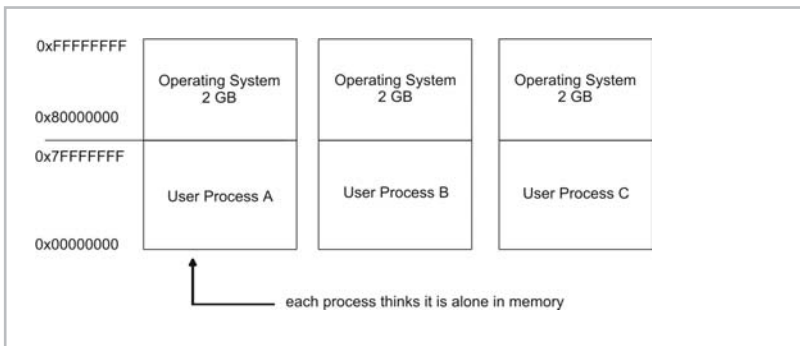 0xFFFFFFFF
Operating System
2 GB
Operating System
2 GB
Operating System
2 GB
0x80000000
0x7FFFFFFF
User Process A
User Process B
User Process C
0x00000000
each process thinks it is alone in memory